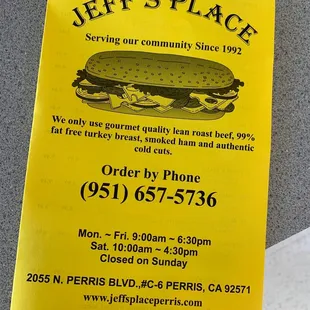 JEFF'S PLACE
Serving our community Since 1992
We only use gourmet quality lean roast beef, 99%
fat free turkey breast, smoked ham and authentic
cold cuts.
Order by Phone
(951) 657-5736
Mon. ~ Fri. 9:00am ~ 6:30pm
Sat. 10:00am ~ 4:30pm
Closed on Sunday
2055 N. PERRIS BLVD.,#C-6 PERRIS, CA 92571
www.jeffsplaceperris.com